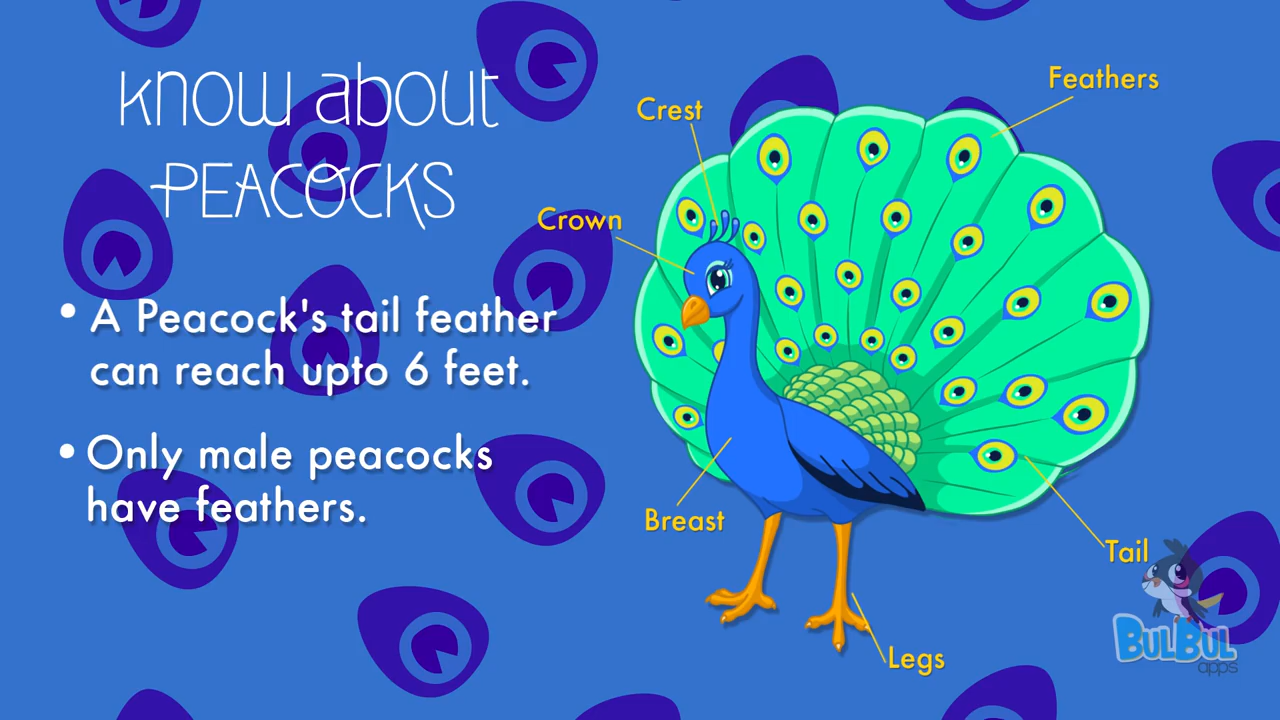 know about
PEACOCKS
• A Peacock's tail feather
can reach upto 6 feet.
• Only male peacocks
have feathers.
Feathers
Crest
Crown
Breast
Tail
Legs
BULBUL
apps